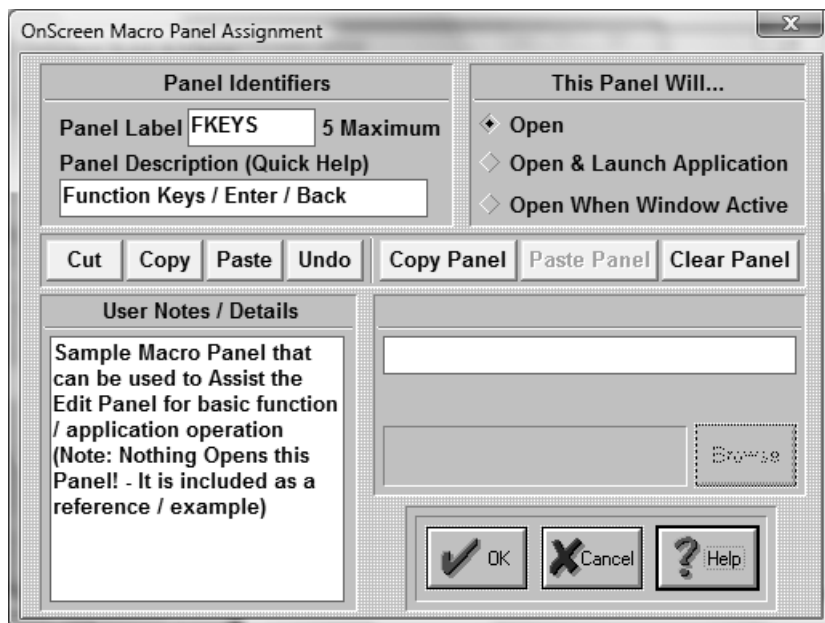 OnScreen Macro Panel Assignment
X
Panel Identifiers
Panel Label FKEYS 5 Maximum
Panel Description (Quick Help)
Function Keys / Enter / Back
This Panel Will...
Open
Open & Launch Application
Open When Window Active
Cut Copy Paste Undo Copy Panel Paste Panel Clear Panel
User Notes / Details
Sample Macro Panel that
can be used to Assist the
Edit Panel for basic function
/ application operation
(Note: Nothing Opens this
Panel! - It is included as a
reference / example)
Browse
OK Cancel ? Help